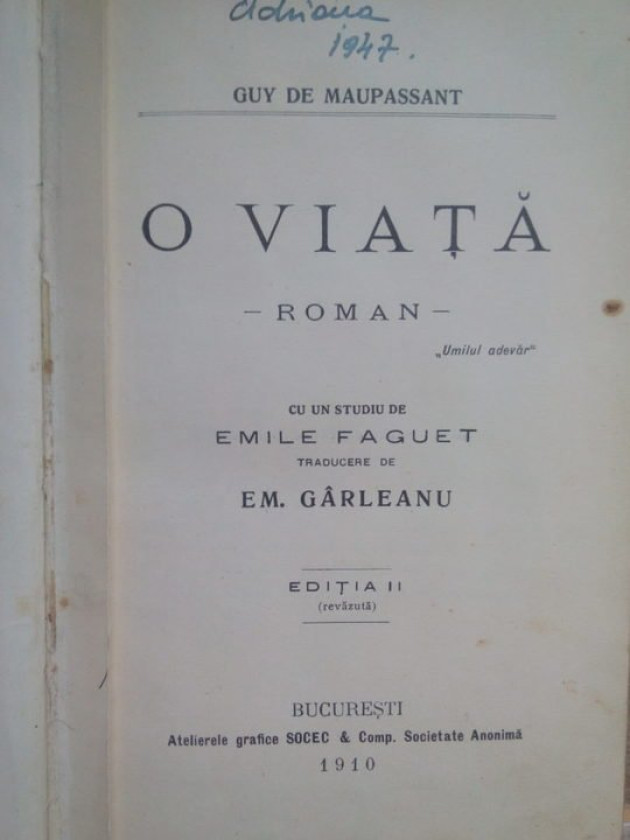 Adriana
1947.
GUY DE MAUPASSANT
O VIAȚĂ
– ROMAN –
„Umilul adevăr“
CU UN STUDIU DE
EMILE FAGUET
TRADUCERE DE
EM. GÂRLEANU
EDIȚIA II
(revăzută)
BUCUREȘTI
Atelierele grafice SOCEC & Comp. Societate Anonimă
1910